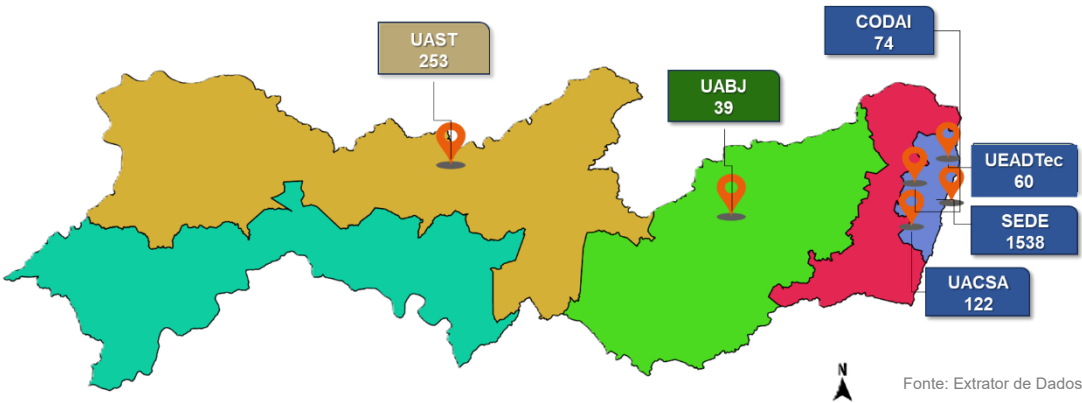 CODAI
74
UAST
253
UABJ
39
UEADTec
60
SEDE
1538
UACSA
122
N
Fonte: Extrator de Dados